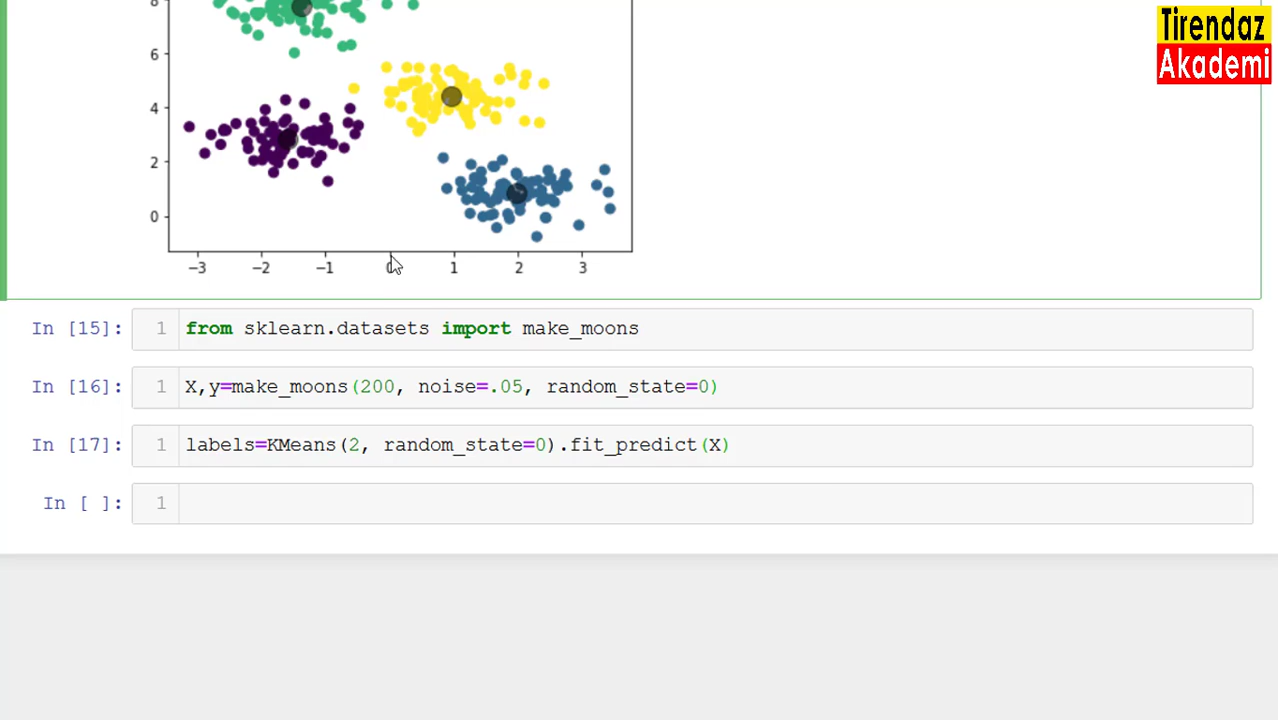 Tirendaz
Akademi
8
6
4
2
0
−3 −2 −1 0 1 2 3
In [15]: 1 from sklearn.datasets import make_moons
In [16]: 1 X,y=make_moons(200, noise=.05, random_state=0)
In [17]: 1 labels=KMeans(2, random_state=0).fit_predict(X)
In [ ]: 1